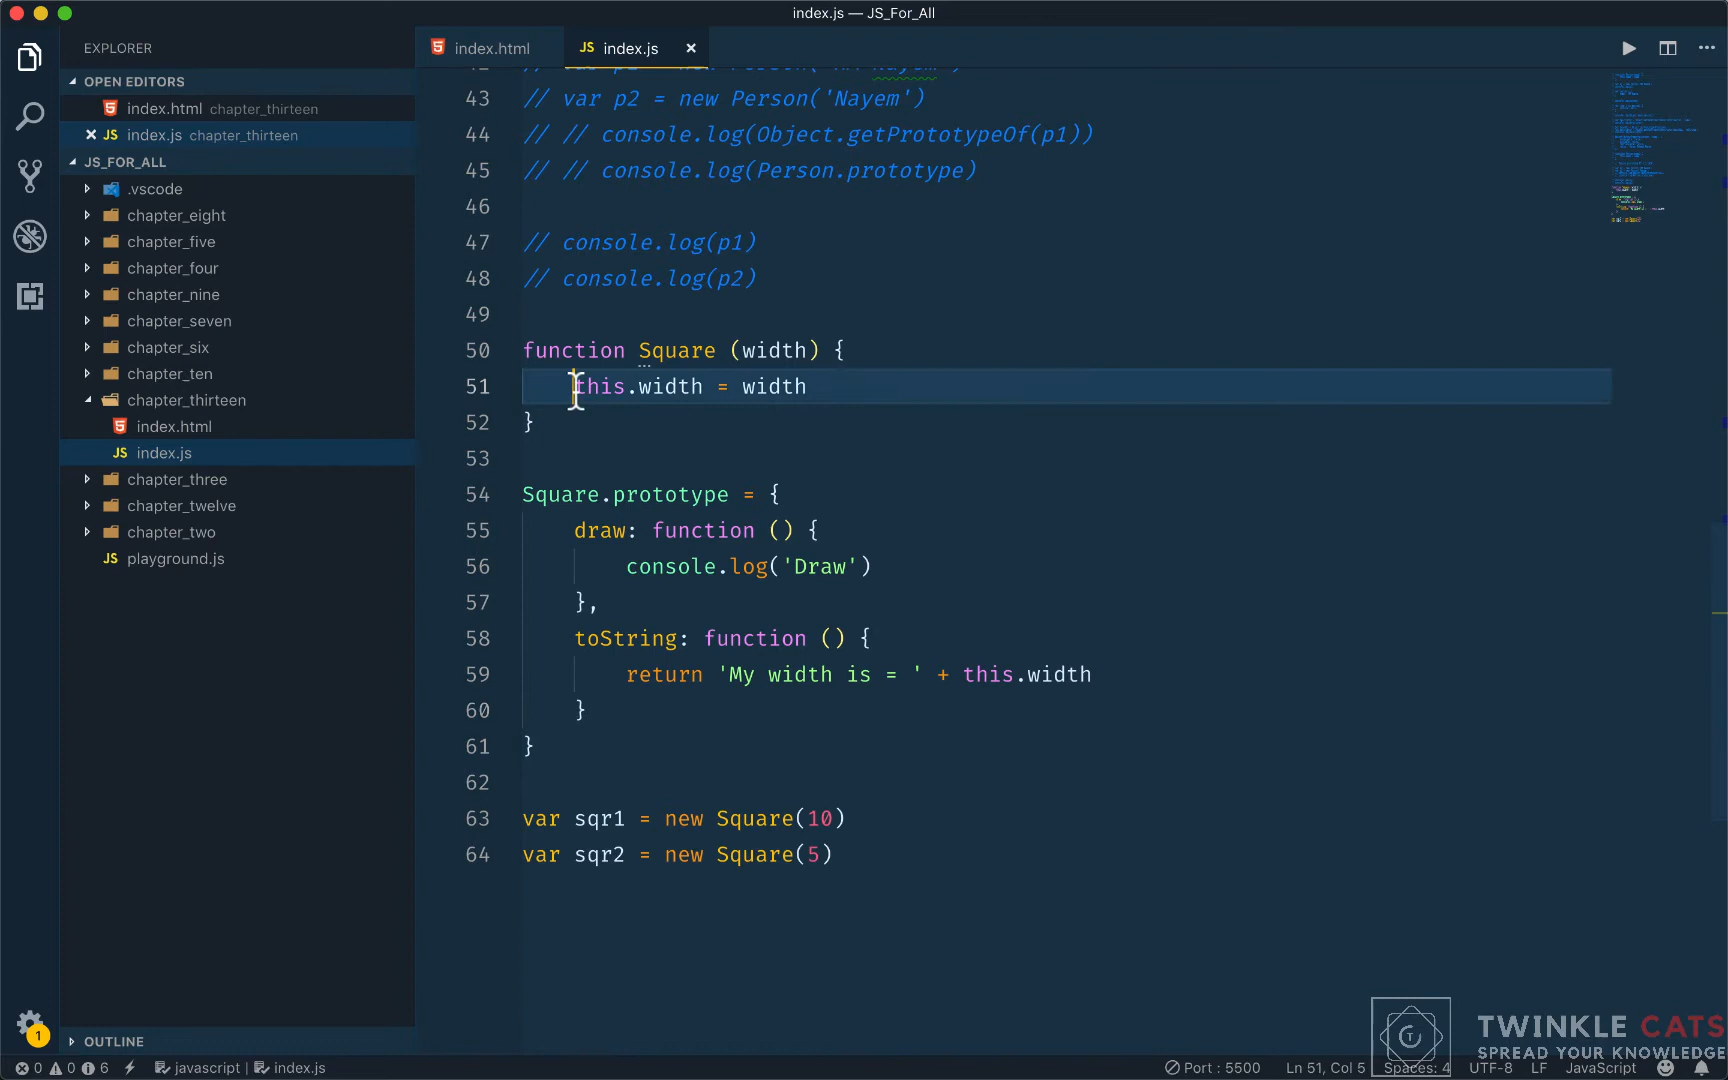 index.js — JS_For_All
EXPLORER
OPEN EDITORS
index.html chapter_thirteen
index.js chapter_thirteen
JS_FOR_ALL
.vscode
chapter_eight
chapter_five
chapter_four
chapter_nine
chapter_seven
chapter_six
chapter_ten
chapter_thirteen
index.html
JS index.js
chapter_three
chapter_twelve
chapter_two
JS playground.js
OUTLINE
index.html
JS index.js
43 // var p2 = new Person('Nayem')
44 // // console.log(Object.getPrototypeOf(p1))
45 // // console.log(Person.prototype)
46
47 // console.log(p1)
48 // console.log(p2)
49
50 function Square (width) {
51 this.width = width
52 }
53
54 Square.prototype = {
55 draw: function () {
56 console.log('Draw')
57 },
58 toString: function () {
59 return 'My width is = ' + this.width
60 }
61 }
62
63 var sqr1 = new Square(10)
64 var sqr2 = new Square(5)
TWINKLE CATS
SPREAD YOUR KNOWLEDGE
1
0 0 6 javascript index.js Port : 5500 Ln 51, Col 5 Spaces: 4 UTF-8 LF JavaScript